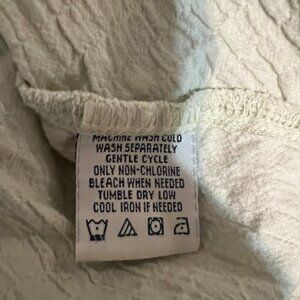 MACHINE WASH COLD
WASH SEPARATELY
GENTLE CYCLE
ONLY NON-CHLORINE
BLEACH WHEN NEEDED
TUMBLE DRY LOW
COOL IRON IF NEEDED